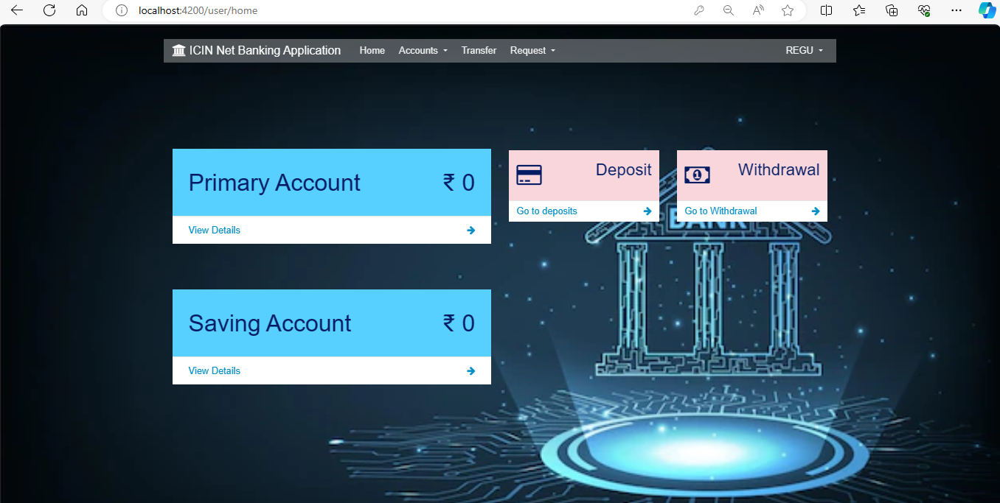 localhost:4200/user/home
ICIN Net Banking Application Home Accounts Transfer Request REGU
Primary Account ₹ 0
View Details
Deposit
Go to deposits
Withdrawal
Go to Withdrawal
BANK
Saving Account ₹ 0
View Details